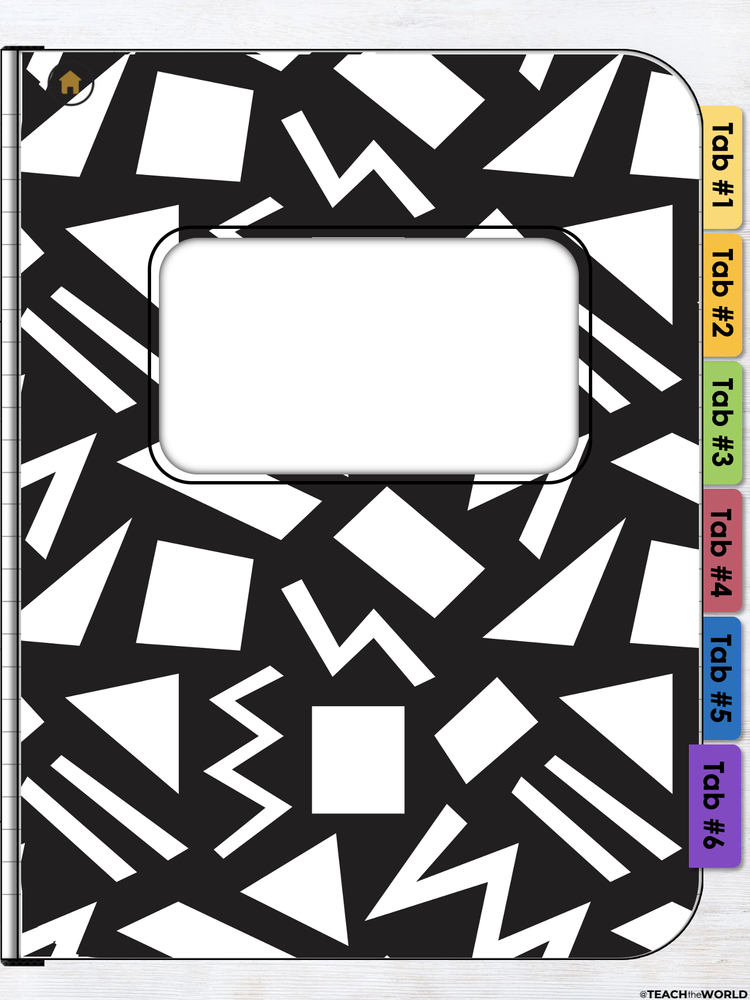 Tab #1
Tab #2
Tab #3
Tab #4
Tab #5
Tab #6
@TEACHtheWORLD